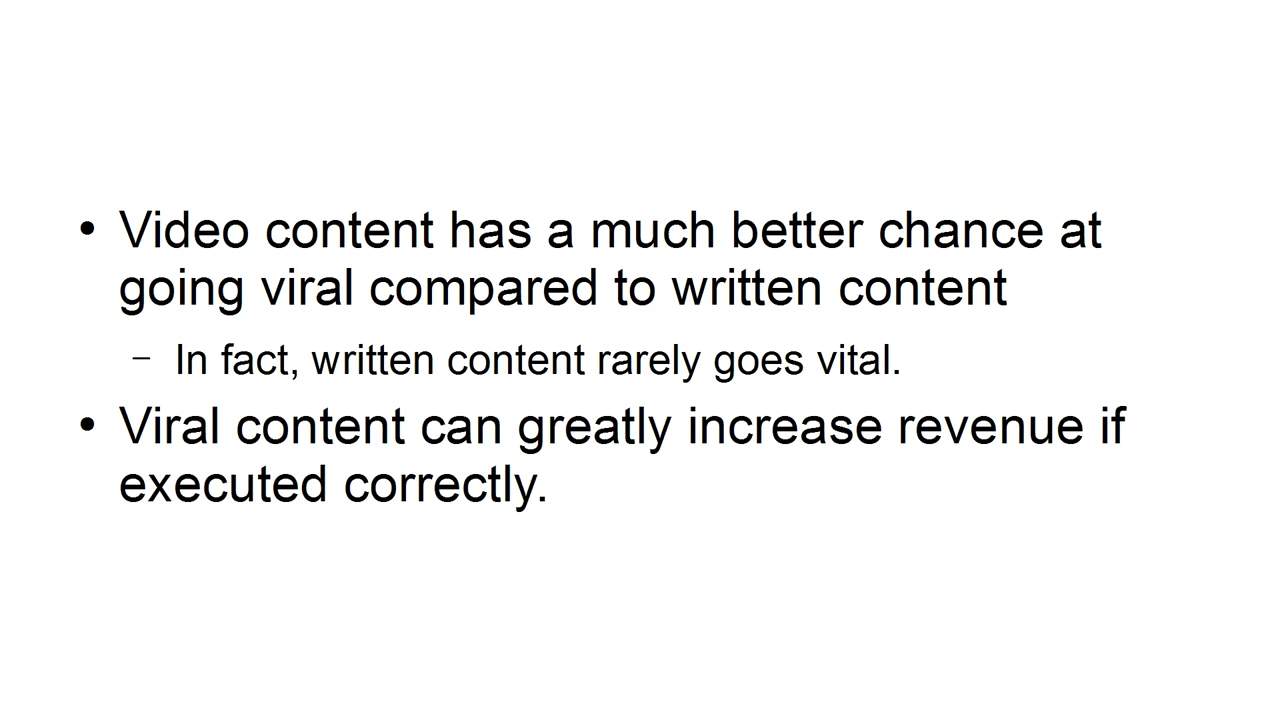 • Video content has a much better chance at
going viral compared to written content
– In fact, written content rarely goes vital.
• Viral content can greatly increase revenue if
executed correctly.